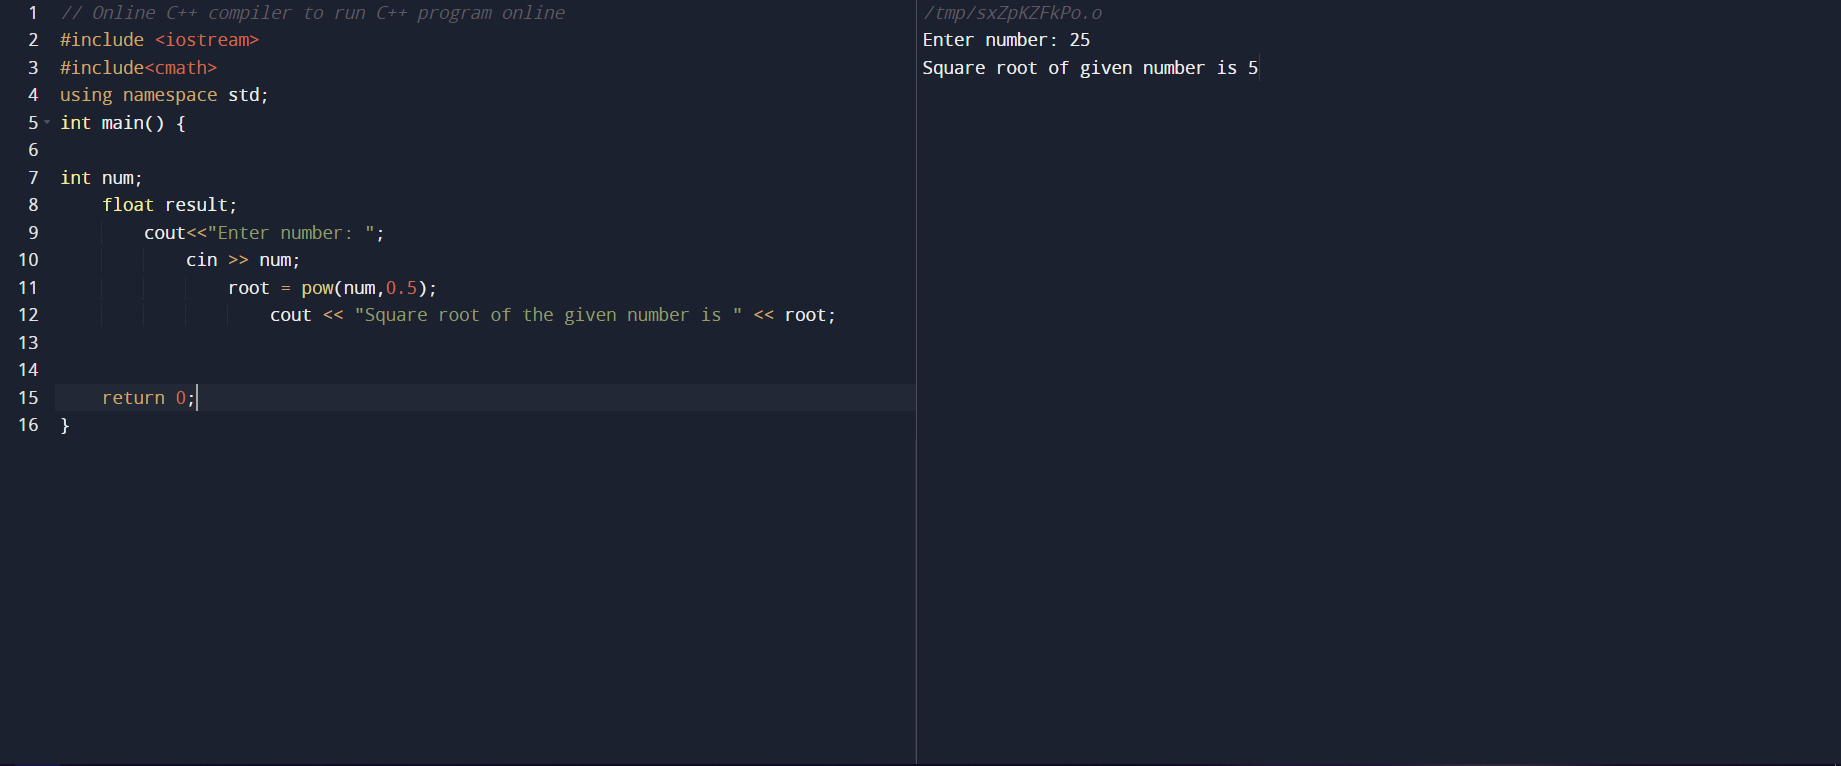 1 // Online C++ compiler to run C++ program online
2 #include <iostream>
3 #include<cmath>
4 using namespace std;
5 int main() {
6
7 int num;
8     float result;
9         cout<<"Enter number: ";
10             cin >> num;
11                 root = pow(num,0.5);
12                     cout << "Square root of the given number is " << root;
13
14
15     return 0;
16 }
/tmp/sxZpKZFkPo.o
Enter number: 25
Square root of given number is 5